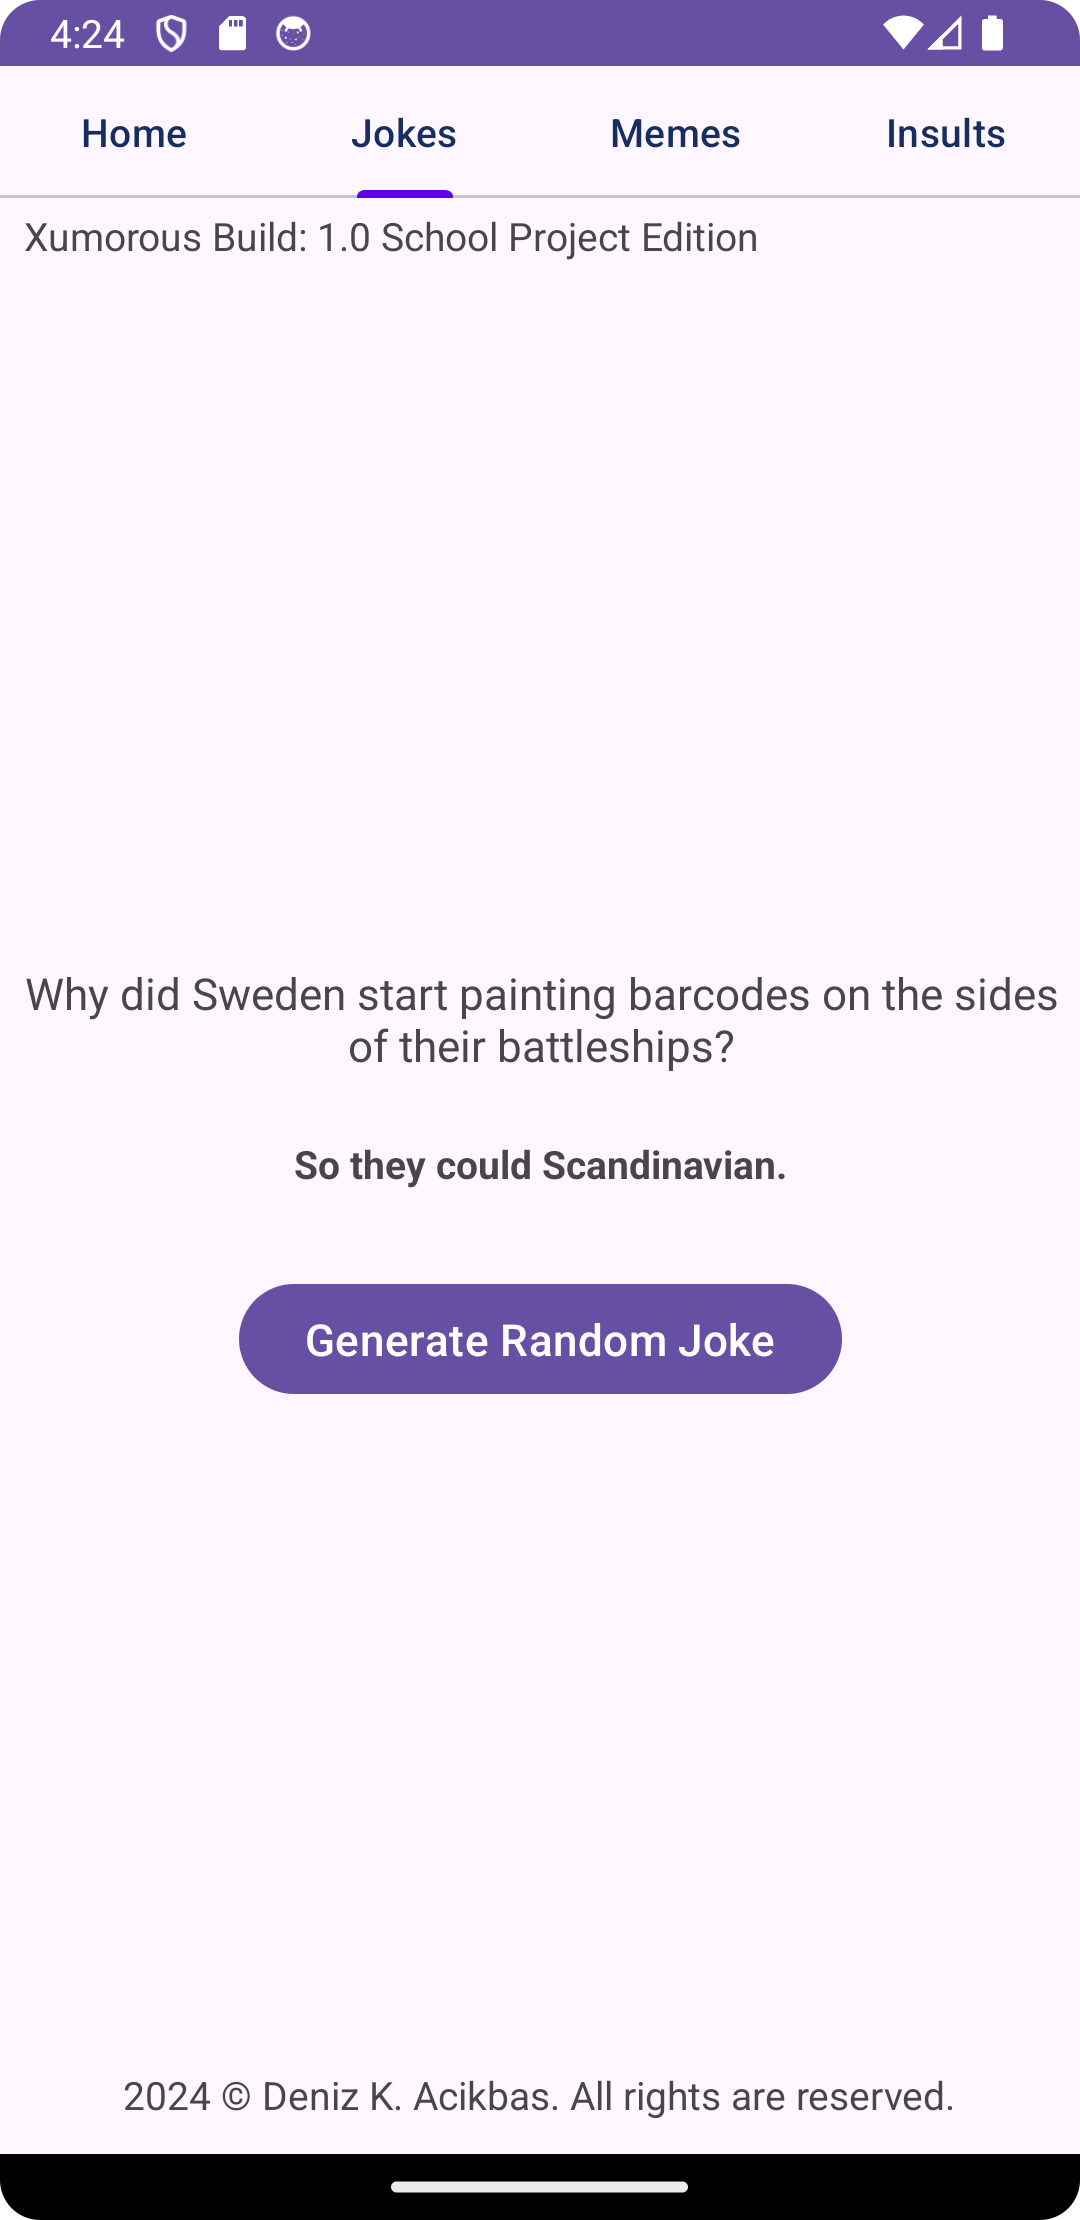 4:24
Home Jokes Memes Insults
Xumorous Build: 1.0 School Project Edition
Why did Sweden start painting barcodes on the sides
of their battleships?
So they could Scandinavian.
Generate Random Joke
2024 © Deniz K. Acikbas. All rights are reserved.